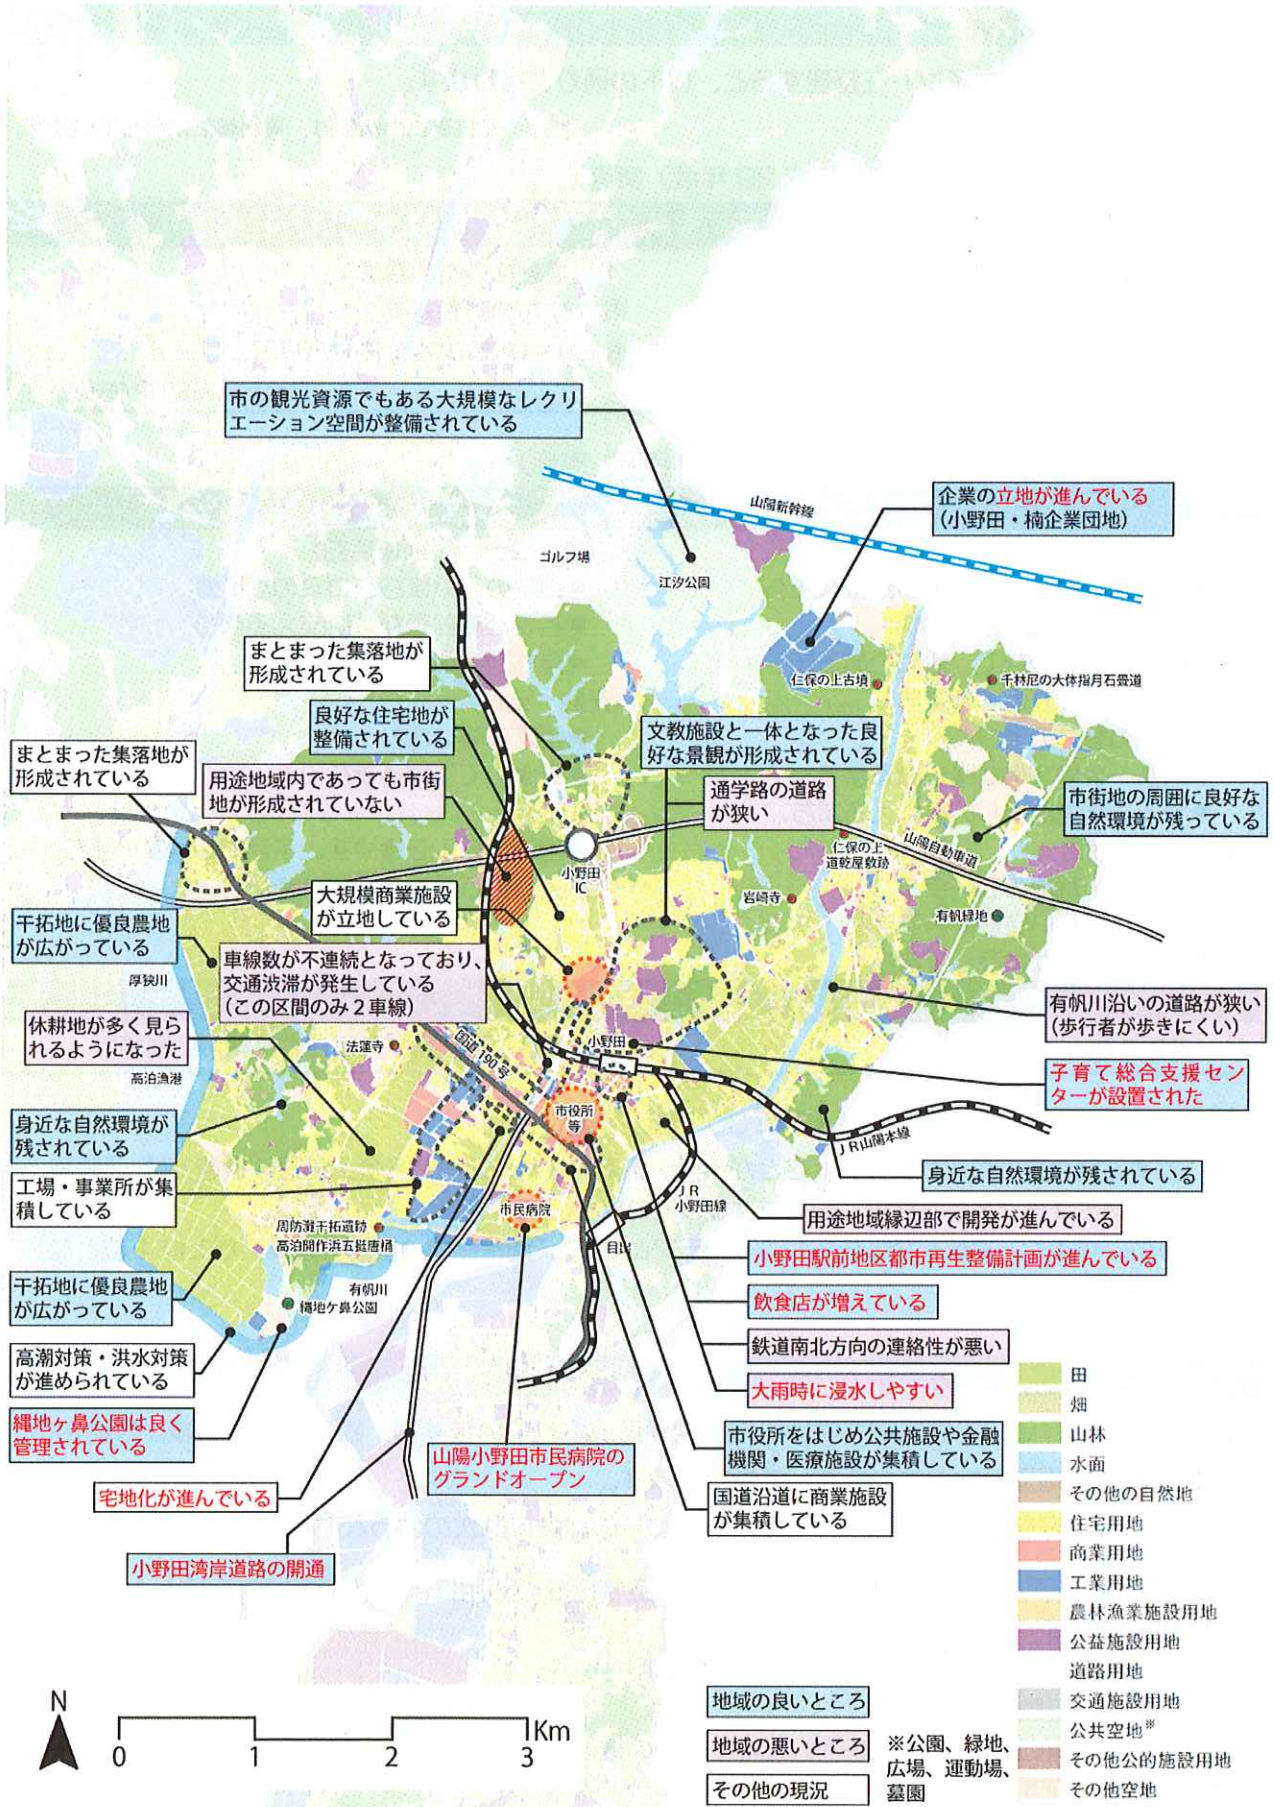 市の観光資源でもある大規模なレクリ
エーション空間が整備されている
山陽新幹線
企業の立地が進んでいる
(小野田・楠企業団地)
ゴルフ場
江汐公園
まとまった集落地が
形成されている
仁保の上古墳
千林尼の大休指月石畳道
良好な住宅地が
整備されている
文教施設と一体となった良
好な景観が形成されている
まとまった集落地が
形成されている
用途地域内であっても市街
地が形成されていない
通学路の道路
が狭い
市街地の周囲に良好な
自然環境が残っている
仁保の上
道乾屋敷跡
山陽自動車道
小野田
IC
大規模商業施設
が立地している
岩崎寺
有帆緑地
干拓地に優良農地
が広がっている
車線数が不連続となっており、
交通渋滞が発生している
(この区間のみ2車線)
厚狭川
有帆川沿いの道路が狭い
(歩行者が歩きにくい)
休耕地が多く見ら
れるようになった
法蓮寺
国道190号
小野田
高泊漁港
子育て総合支援セン
ターが設置された
市役所
等
身近な自然環境が
残されている
JR山陽本線
身近な自然環境が残されている
工場・事業所が集
積している
市民病院
JR
小野田線
用途地域縁辺部で開発が進んでいる
周防灘干拓遺跡
高泊開作浜五挺唐樋
目出
小野田駅前地区都市再生整備計画が進んでいる
干拓地に優良農地
が広がっている
有帆川
縄地ケ鼻公園
飲食店が増えている
高潮対策・洪水対策
が進められている
鉄道南北方向の連絡性が悪い
大雨時に浸水しやすい
縄地ヶ鼻公園は良く
管理されている
山陽小野田市民病院の
グランドオープン
市役所をはじめ公共施設や金融
機関・医療施設が集積している
宅地化が進んでいる
国道沿道に商業施設
が集積している
小野田湾岸道路の開通
田
畑
山林
水面
その他の自然地
住宅用地
商業用地
工業用地
農林漁業施設用地
公益施設用地
道路用地
交通施設用地
公共空地※
その他公的施設用地
その他空地
地域の良いところ
地域の悪いところ
その他の現況
※公園、緑地、
広場、運動場、
墓園
N
0 1 2 3 Km